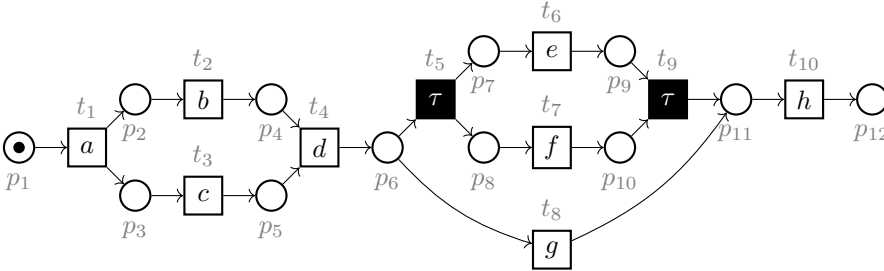 t₆
e
p₇
p₉
t₅
τ
t₉
τ
t₂
b
p₂
p₄
t₁₀
h
p₁₁
p₁₂
t₁
a
p₁
t₄
d
p₆
t₇
f
p₈
p₁₀
t₃
c
p₃
p₅
t₈
g